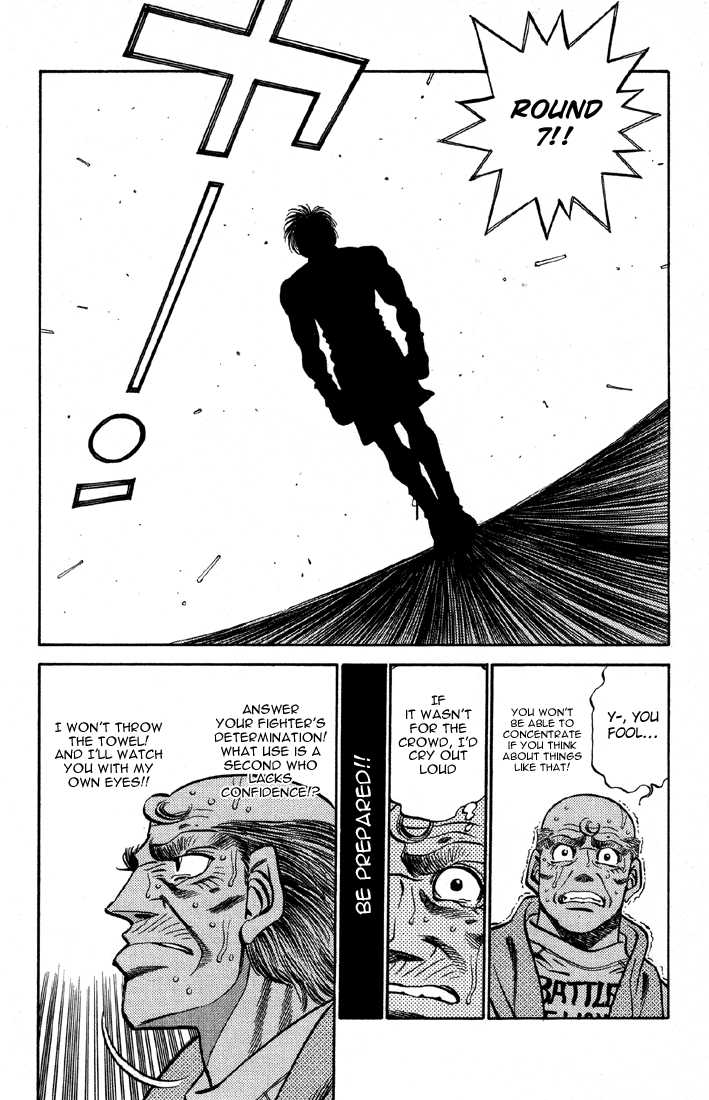 ROUND
7!!
Y-, YOU
FOOL...
YOU WON'T
BE ABLE TO
CONCENTRATE
IF YOU THINK
ABOUT THINGS
LIKE THAT!
BATTLE
IF
IT WASN'T
FOR THE
CROWD, I'D
CRY OUT
LOUD
BE PREPARED!!
ANSWER
YOUR FIGHTER'S
DETERMINATION!
WHAT USE IS A
SECOND WHO
LACKS
CONFIDENCE!?
I WON'T THROW
THE TOWEL!
AND I'LL WATCH
YOU WITH MY
OWN EYES!!